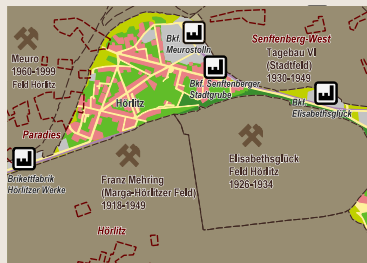 Bkf.
Meurostolln
Senftenberg-West
Tagebau VI
(Stadtfeld)
1930-1949
Meuro
1960-1999
Feld Hörlitz
Bkf. Senftenberger
Stadtgrube
Bkf.
Elisabethsglück
Hörlitz
Paradies
Brikettfabrik
Hörlitzer Werke
Franz Mehring
(Marga-Hörlitzer Feld)
1918-1949
Elisabethsglück
Feld Hörlitz
1926-1934
Hörlitz